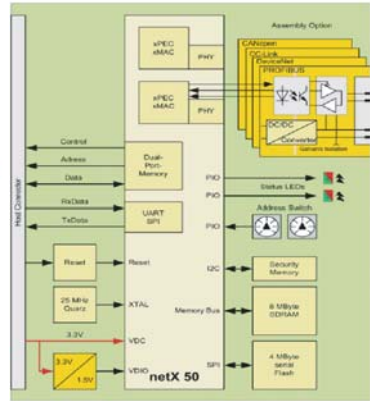 Assembly Option
CANopen
CC-Link
DeviceNet
PROFIBUS
xPEC
xMAC
PHY
xPEC
xMAC
PHY
DC/DC
Converter
Galvanic Isolation
Host Connector
Control
Adress
Data
Dual-
Port-
Memory
RxData
TxData
UART
SPI
PIO
Status LEDs
PIO
Address Switch
PIO
Reset
Reset
I2C
Security
Memory
25 MHz
Quarz
XTAL
Memory Bus
8 MByte
SDRAM
3.3V
VDC
3.3V
1.5V
VDIO
SPI
4 MByte
serial
Flash
netX 50